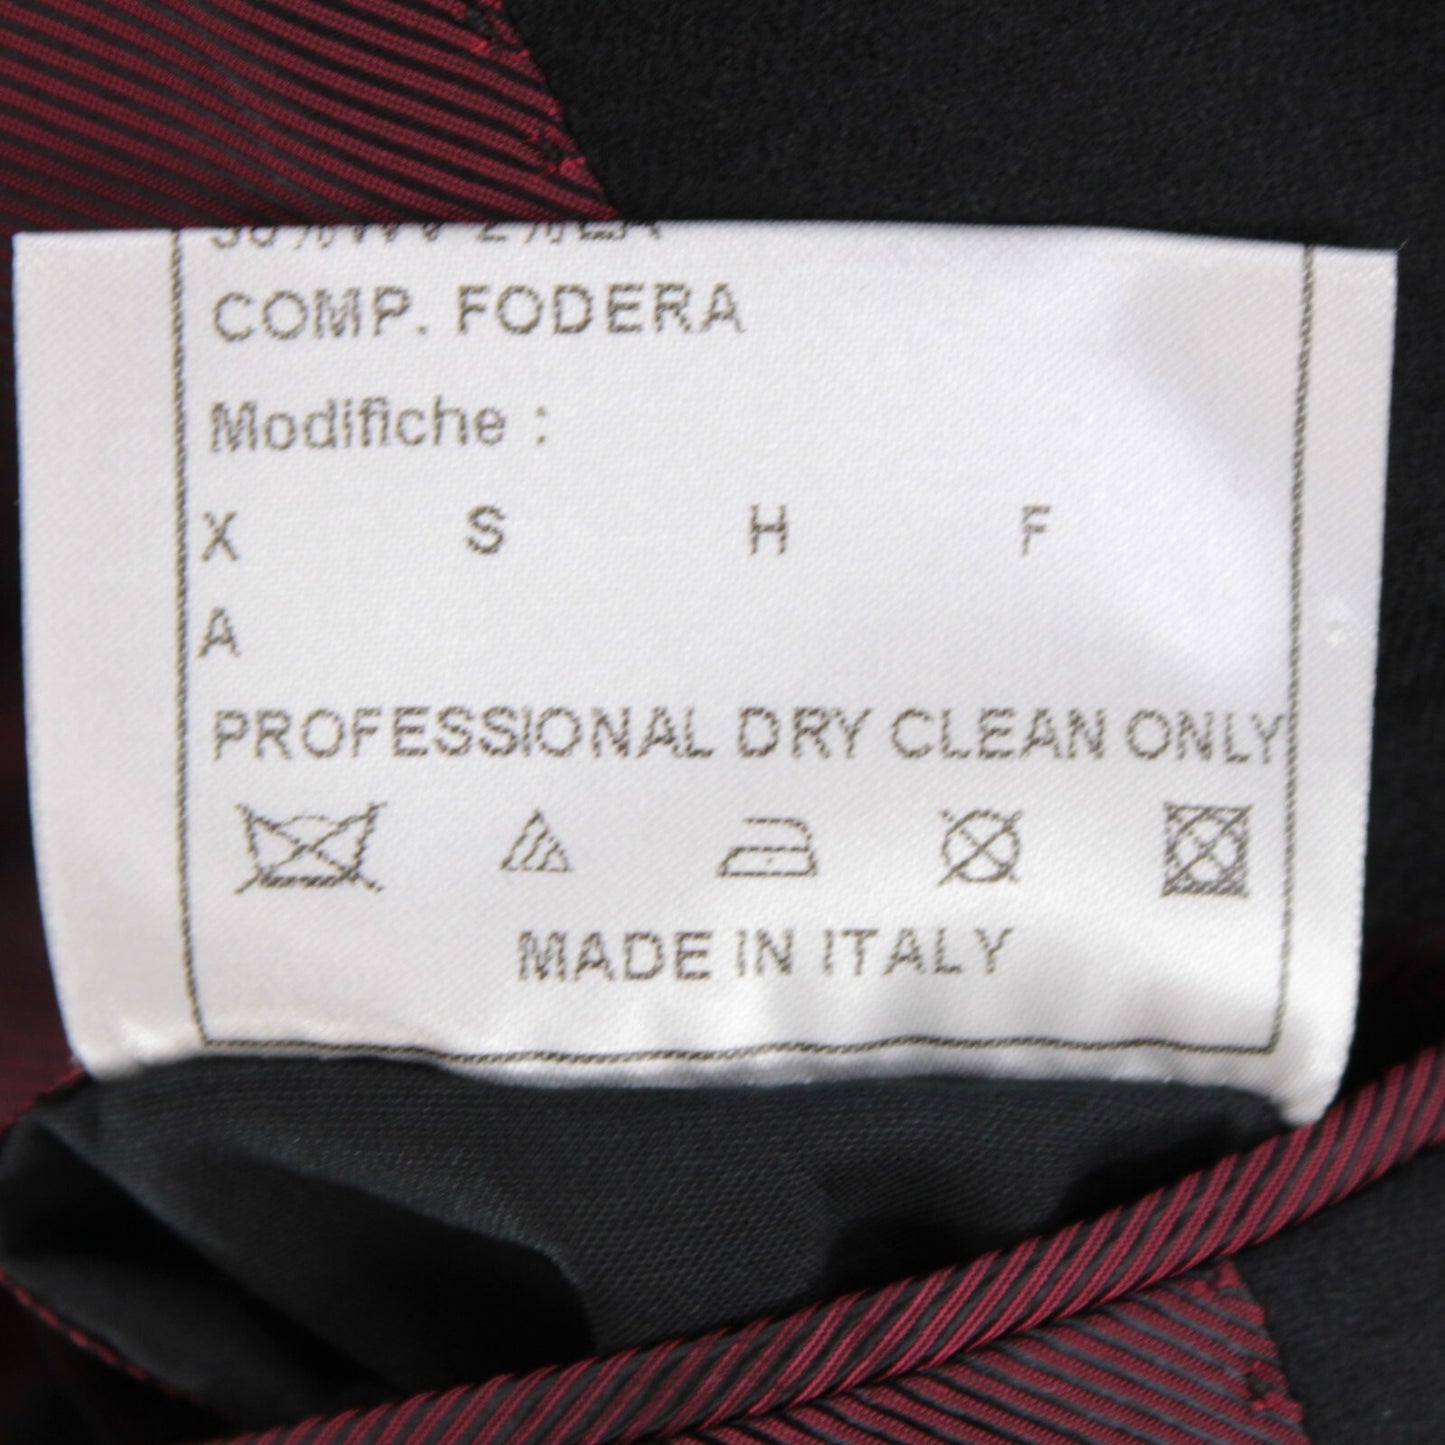 COMP. FODERA
Modifiche :
X S H F
A
PROFESSIONAL DRY CLEAN ONLY
MADE IN ITALY